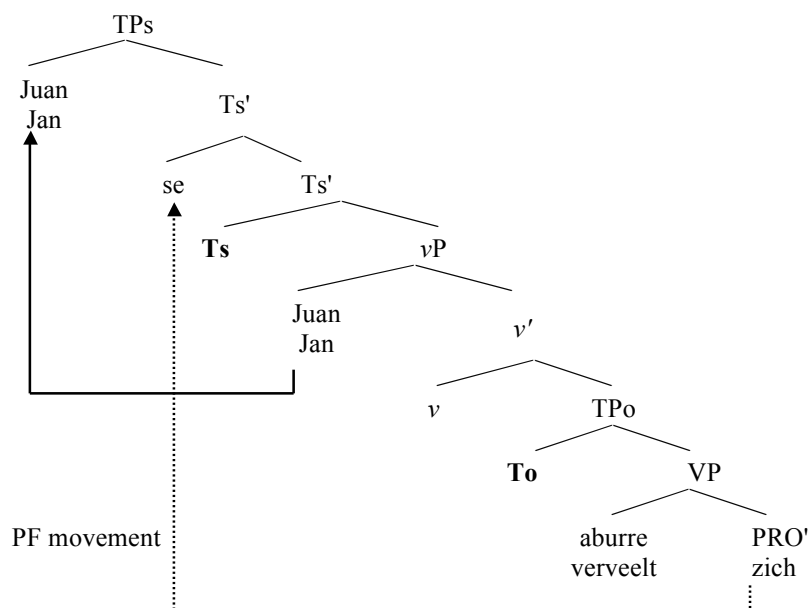 TPs
Juan
Jan
Ts'
se
Ts'
Ts
vP
Juan
Jan
v'
v
TPo
To
VP
PF movement
aburre
verveelt
PRO'
zich